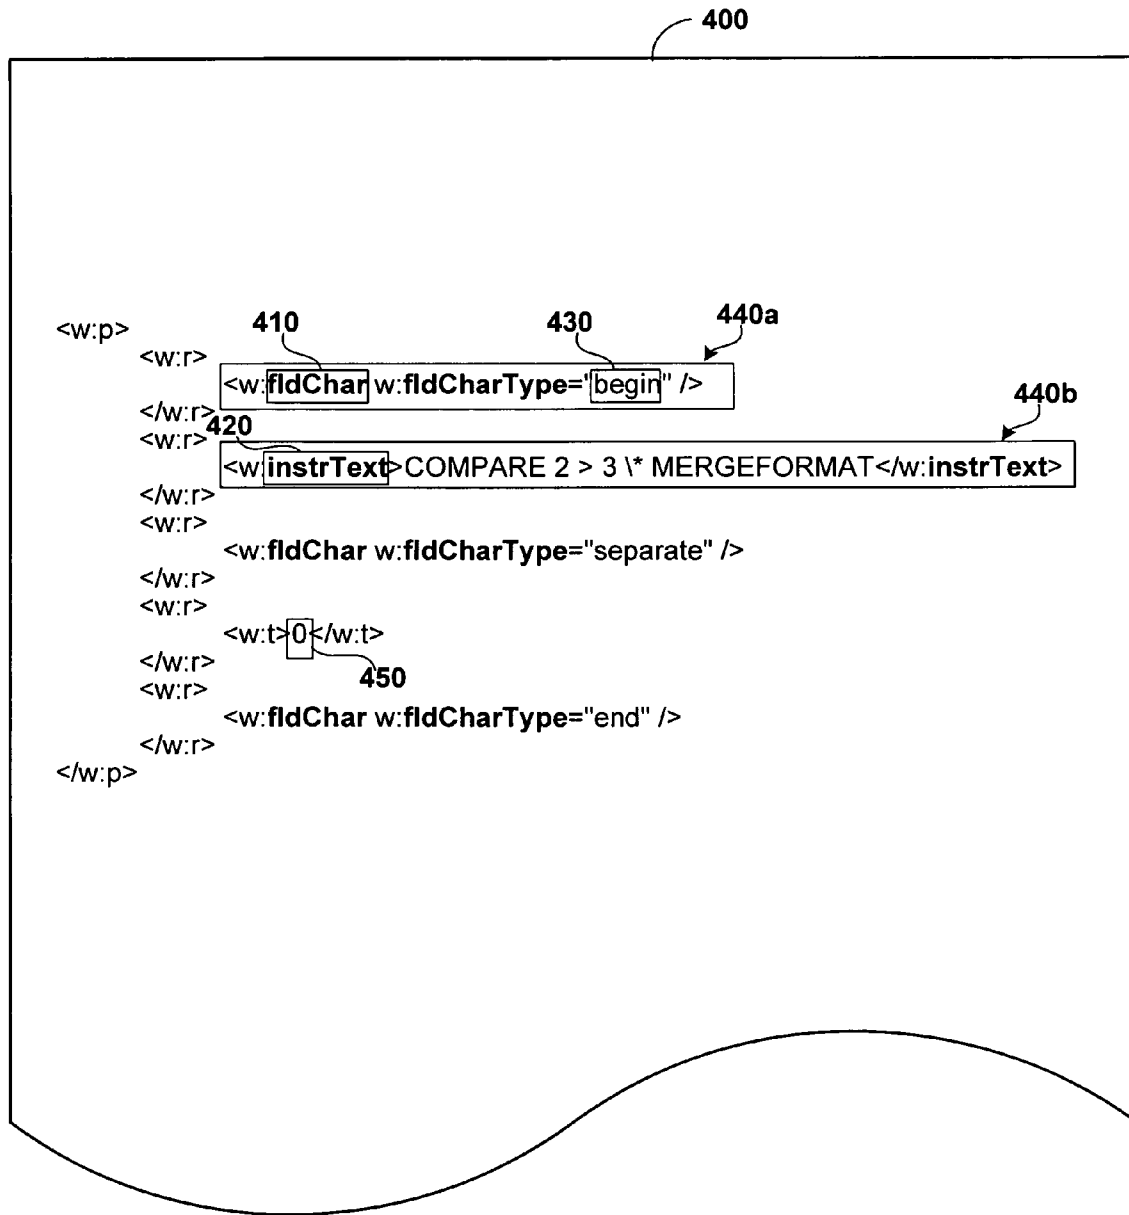 400
410 430 440a
<w:p>
<w:r>
<w:fldChar w:fldCharType="begin" />
</w:r>
440b
420
<w:r>
<w:instrText>COMPARE 2 > 3 \* MERGEFORMAT</w:instrText>
</w:r>
<w:r>
<w:fldChar w:fldCharType="separate" />
</w:r>
<w:r>
<w:t>0</w:t>
</w:r>
450
<w:r>
<w:fldChar w:fldCharType="end" />
</w:r>
</w:p>